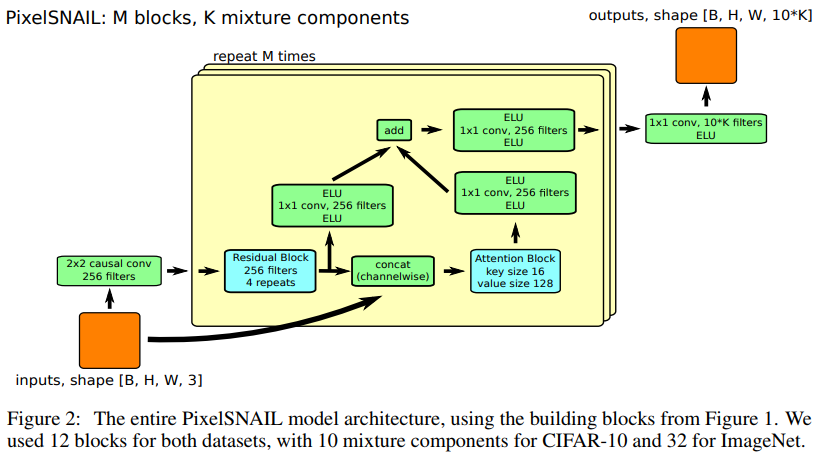 PixelSNAIL: M blocks, K mixture components
outputs, shape [B, H, W, 10*K]
repeat M times
add
ELU
1x1 conv, 256 filters
ELU
1x1 conv, 10*K filters
ELU
ELU
1x1 conv, 256 filters
ELU
ELU
1x1 conv, 256 filters
ELU
2x2 causal conv
256 filters
Residual Block
256 filters
4 repeats
concat
(channelwise)
Attention Block
key size 16
value size 128
inputs, shape [B, H, W, 3]
Figure 2: The entire PixelSNAIL model architecture, using the building blocks from Figure 1. We
used 12 blocks for both datasets, with 10 mixture components for CIFAR-10 and 32 for ImageNet.